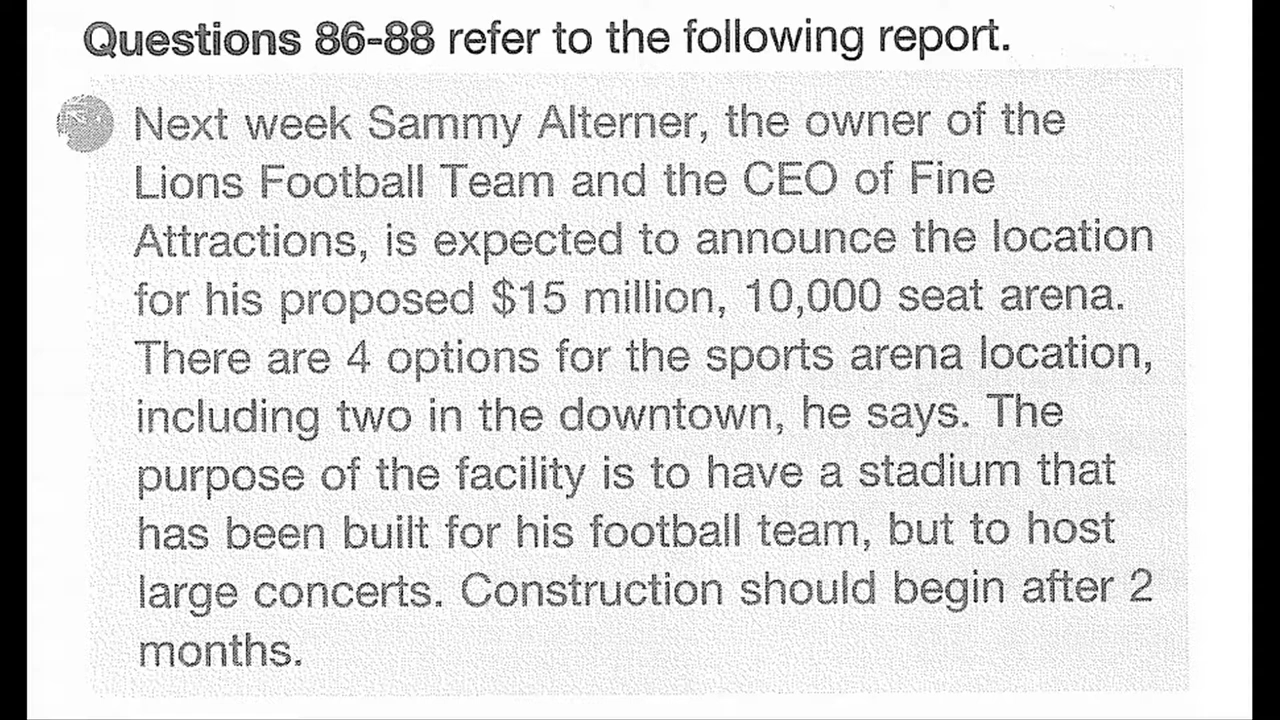 Questions 86-88 refer to the following report.
Next week Sammy Alterner, the owner of the
Lions Football Team and the CEO of Fine
Attractions, is expected to announce the location
for his proposed $15 million, 10,000 seat arena.
There are 4 options for the sports arena location,
including two in the downtown, he says. The
purpose of the facility is to have a stadium that
has been built for his football team, but to host
large concerts. Construction should begin after 2
months.